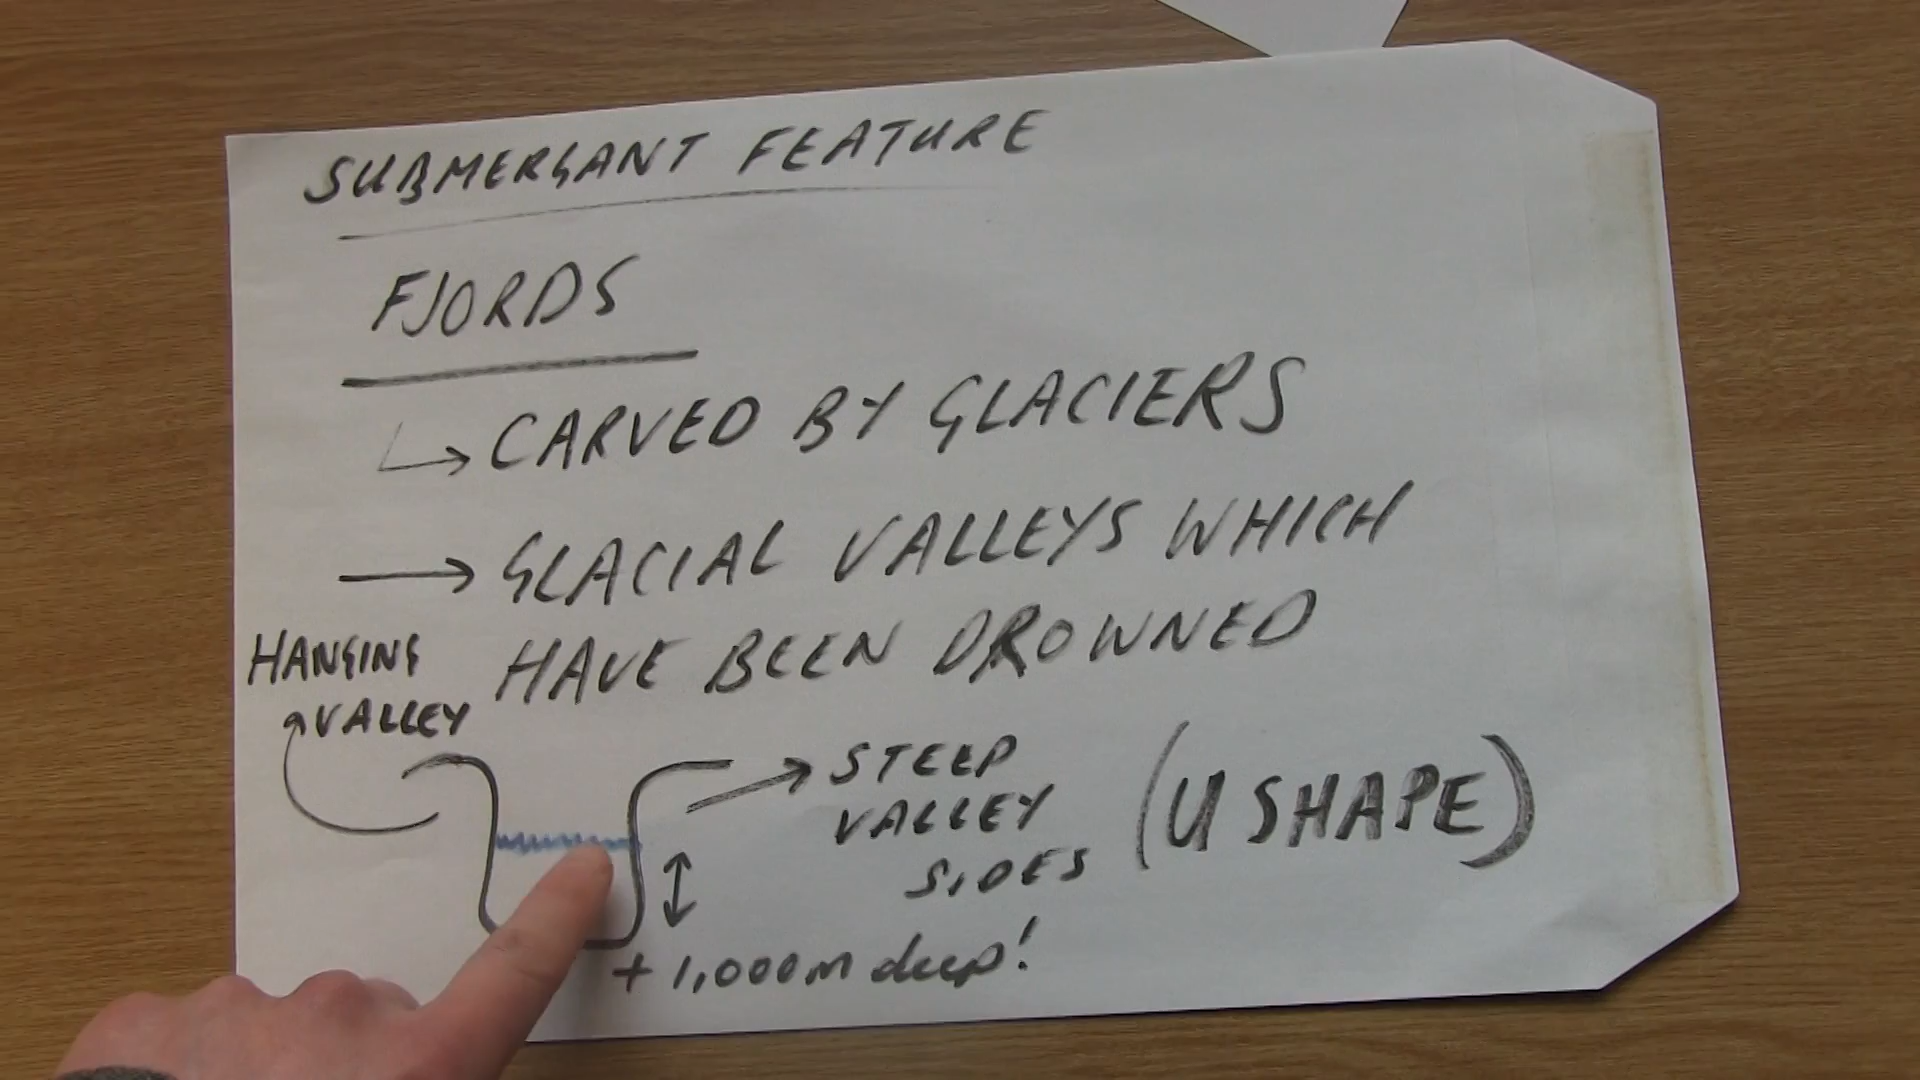 SUBMERGANT FEATURE
FJORDS
CARVED BY GLACIERS
GLACIAL VALLEYS WHICH
HAVE BEEN DROWNED
HANGING
VALLEY
STEEP
VALLEY
SIDES
(U SHAPE)
+ 1,000m deep!